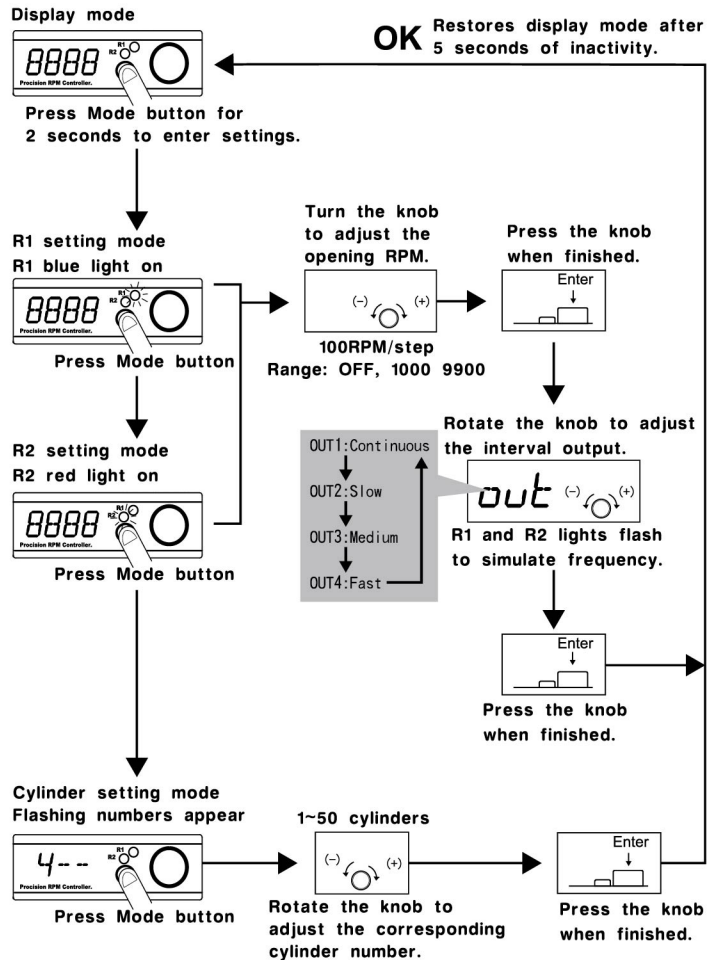 Display mode
OK
Restores display mode after
5 seconds of inactivity.
R1
R2
8888
Precision RPM Controller.
Press Mode button for
2 seconds to enter settings.
R1 setting mode
R1 blue light on
R1
R2
8888
Precision RPM Controller.
Press Mode button
Turn the knob
to adjust the
opening RPM.
(-) (+)
100RPM/step
Range: OFF, 1000 9900
Press the knob
when finished.
Enter
R2 setting mode
R2 red light on
R1
R2
8888
Precision RPM Controller.
Press Mode button
Rotate the knob to adjust
the interval output.
OUT1:Continuous
OUT2:Slow
OUT3:Medium
OUT4:Fast
out (-) (+)
R1 and R2 lights flash
to simulate frequency.
Enter
Press the knob
when finished.
Cylinder setting mode
Flashing numbers appear
R1
R2
4--
Precision RPM Controller.
Press Mode button
1~50 cylinders
(-) (+)
Rotate the knob to
adjust the corresponding
cylinder number.
Enter
Press the knob
when finished.